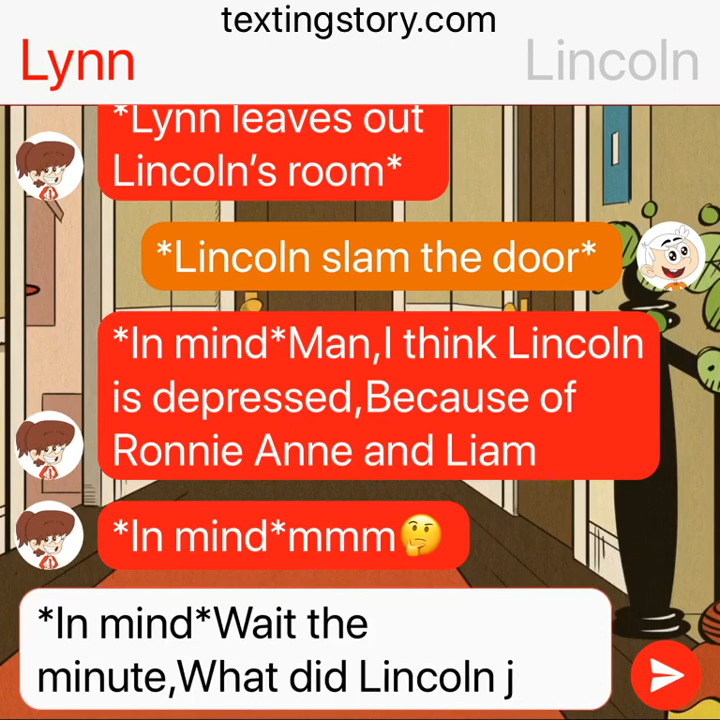 textingstory.com
Lynn
Lincoln
*Lynn leaves out
Lincoln’s room*
*Lincoln slam the door*
*In mind*Man,I think Lincoln
is depressed,Because of
Ronnie Anne and Liam
*In mind*mmm🤔
*In mind*Wait the
minute,What did Lincoln j